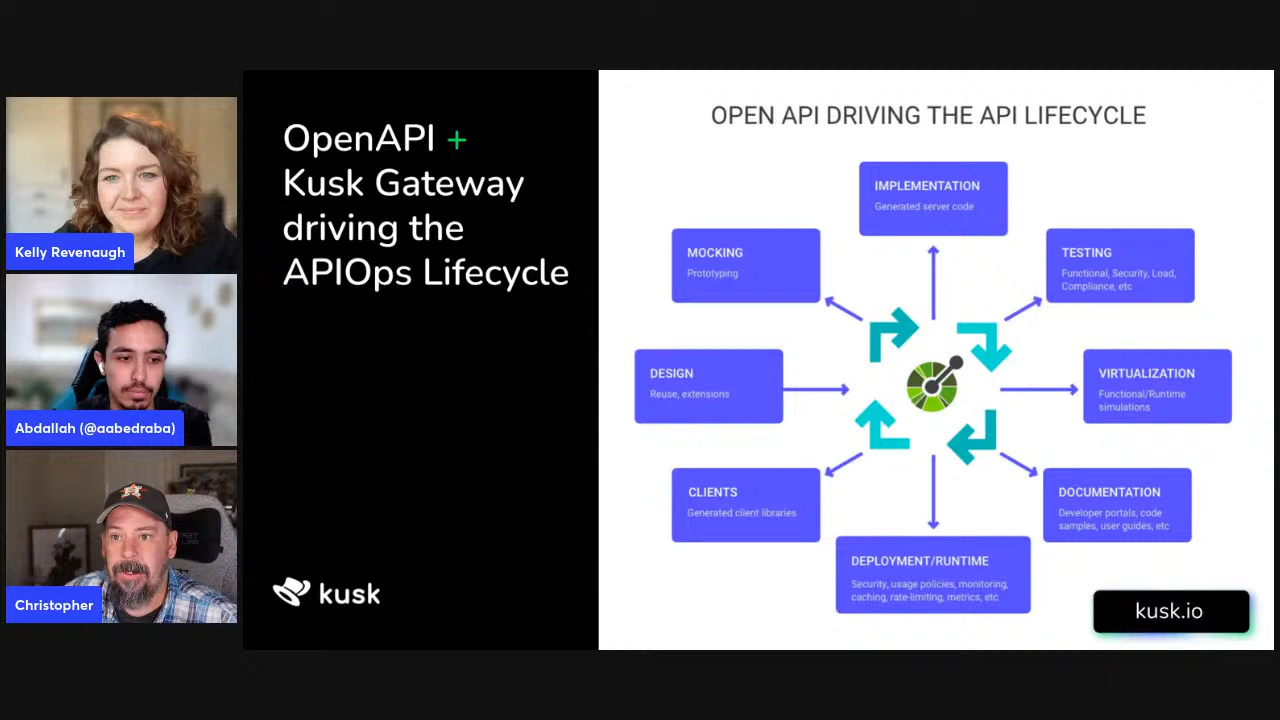 Kelly Revenaugh
Abdallah (@aabedraba)
Christopher
OpenAPI +
Kusk Gateway
driving the
APIOps Lifecycle
kusk
OPEN API DRIVING THE API LIFECYCLE
IMPLEMENTATION
Generated server code
MOCKING
Prototyping
TESTING
Functional, Security, Load,
Compliance, etc
DESIGN
Reuse, extensions
VIRTUALIZATION
Functional/Runtime
simulations
CLIENTS
Generated client libraries
DOCUMENTATION
Developer portals, code
samples, user guides, etc
DEPLOYMENT/RUNTIME
Security, usage policies, monitoring,
caching, rate-limiting, metrics, etc
kusk.io